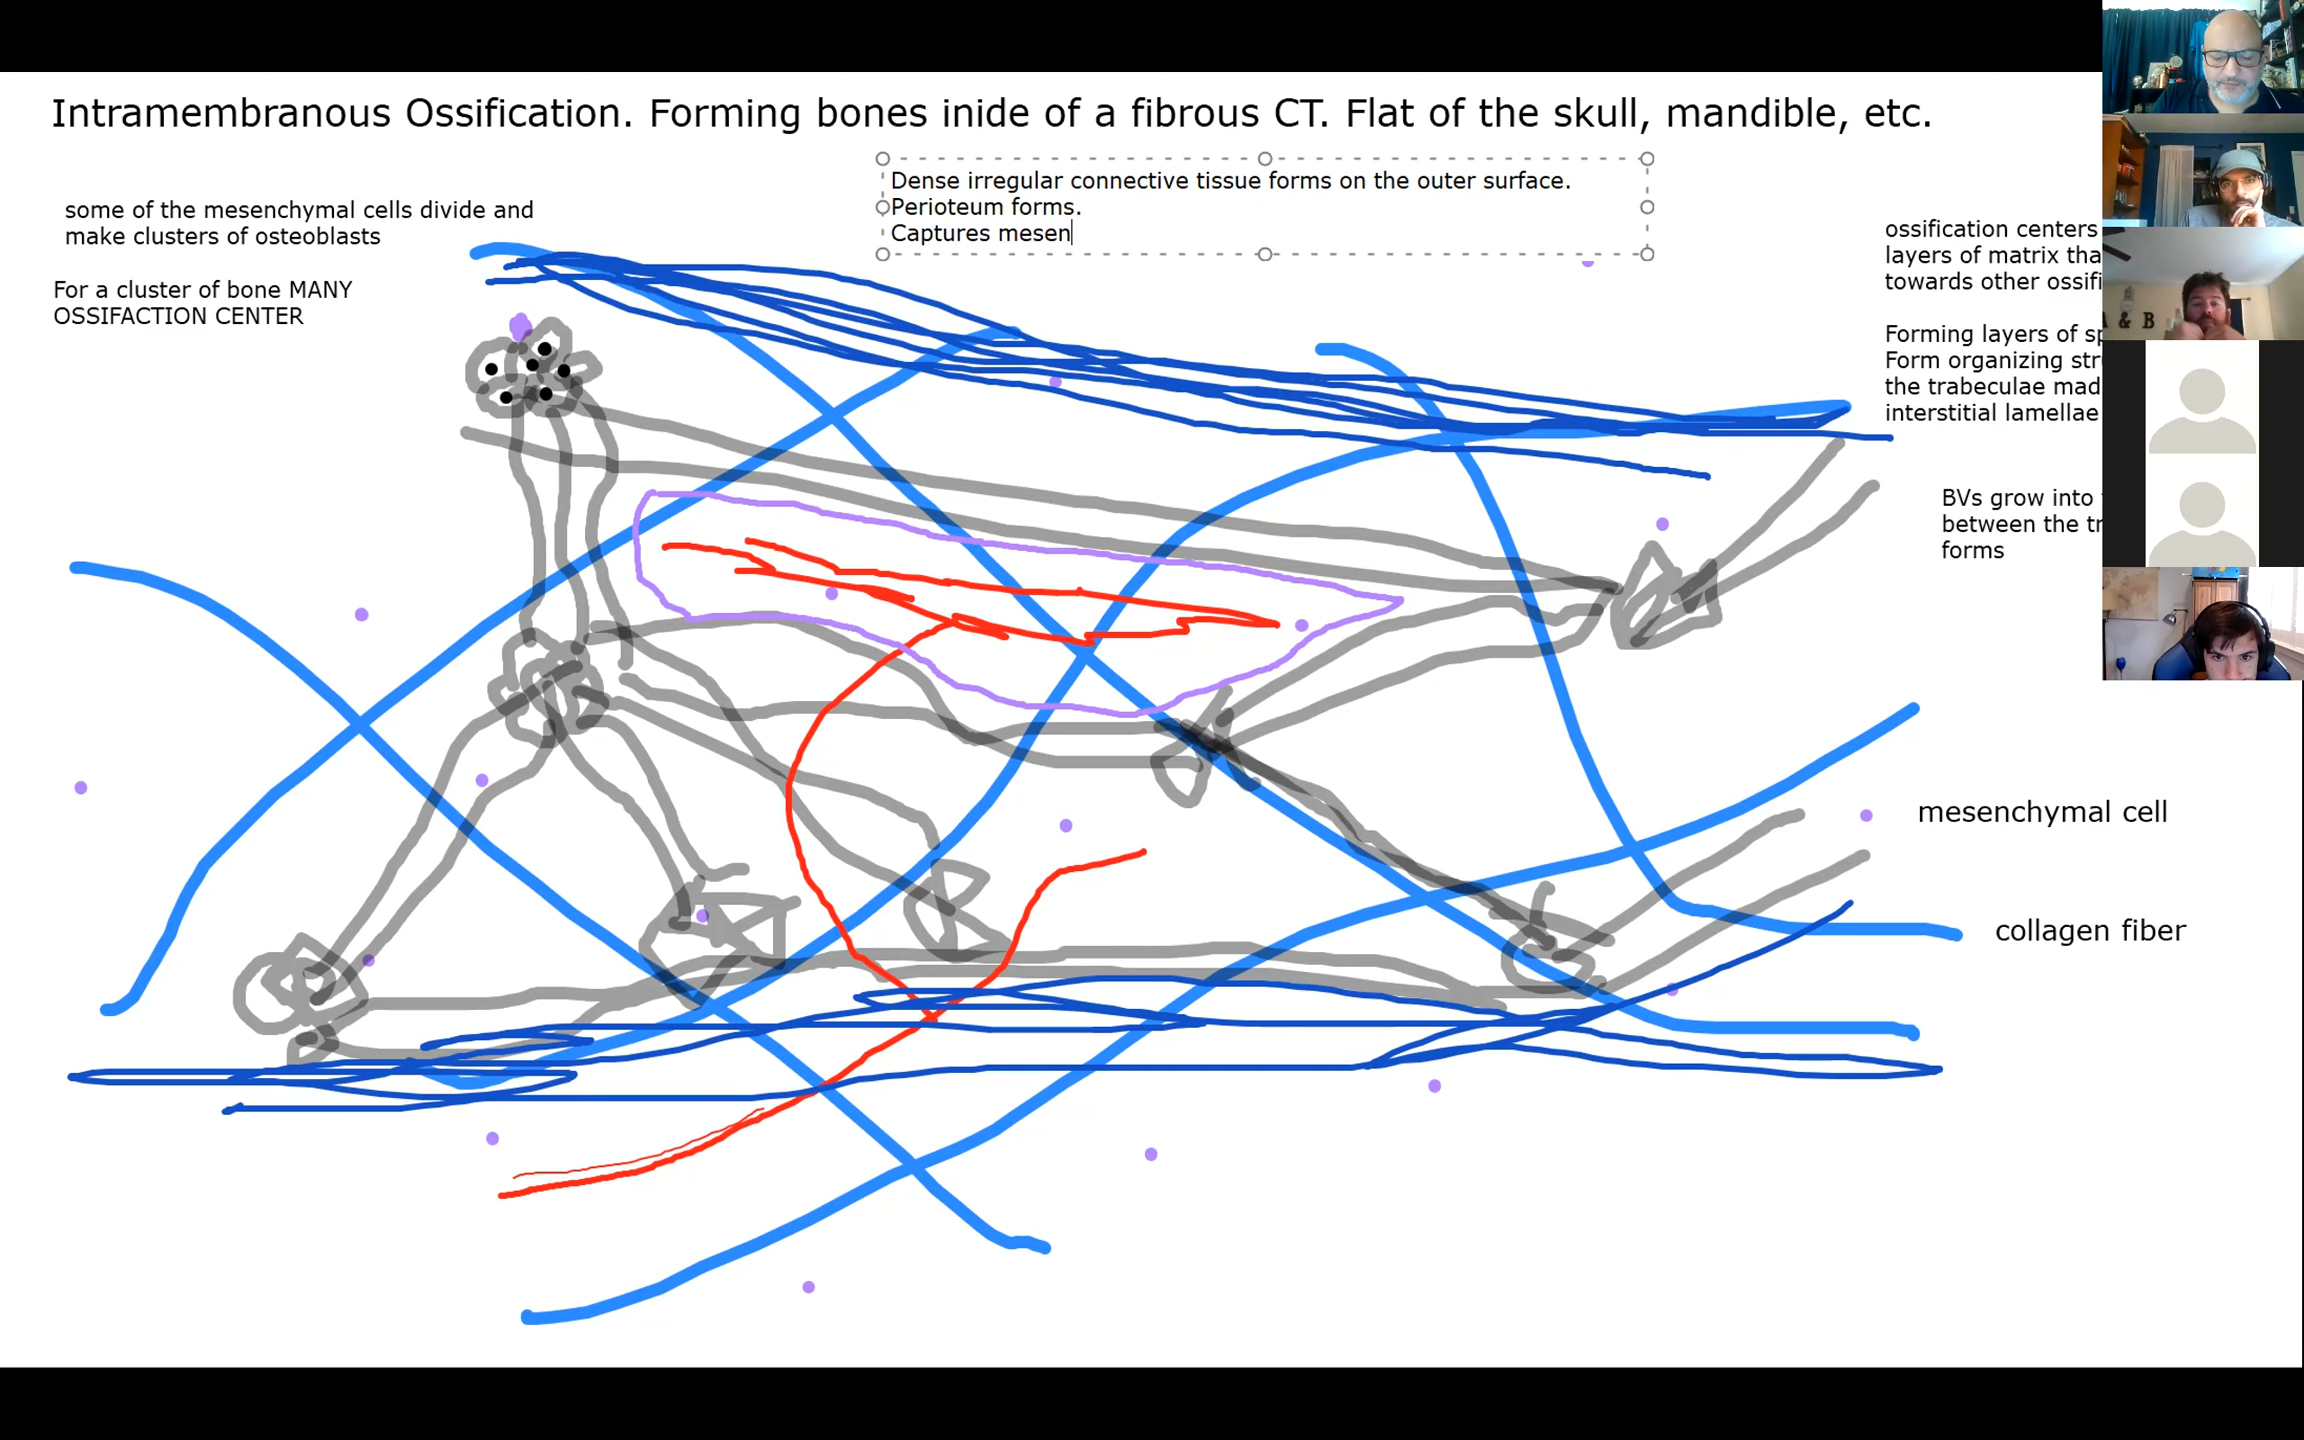 Intramembranous Ossification. Forming bones inide of a fibrous CT. Flat of the skull, mandible, etc.
Dense irregular connective tissue forms on the outer surface.
Perioteum forms.
Captures mesen
some of the mesenchymal cells divide and
make clusters of osteoblasts
For a cluster of bone MANY
OSSIFACTION CENTER
ossification centers
layers of matrix tha
towards other ossifi
Forming layers of sp
Form organizing stru
the trabeculae mad
interstitial lamellae
BVs grow into
between the tr
forms
mesenchymal cell
collagen fiber
& B